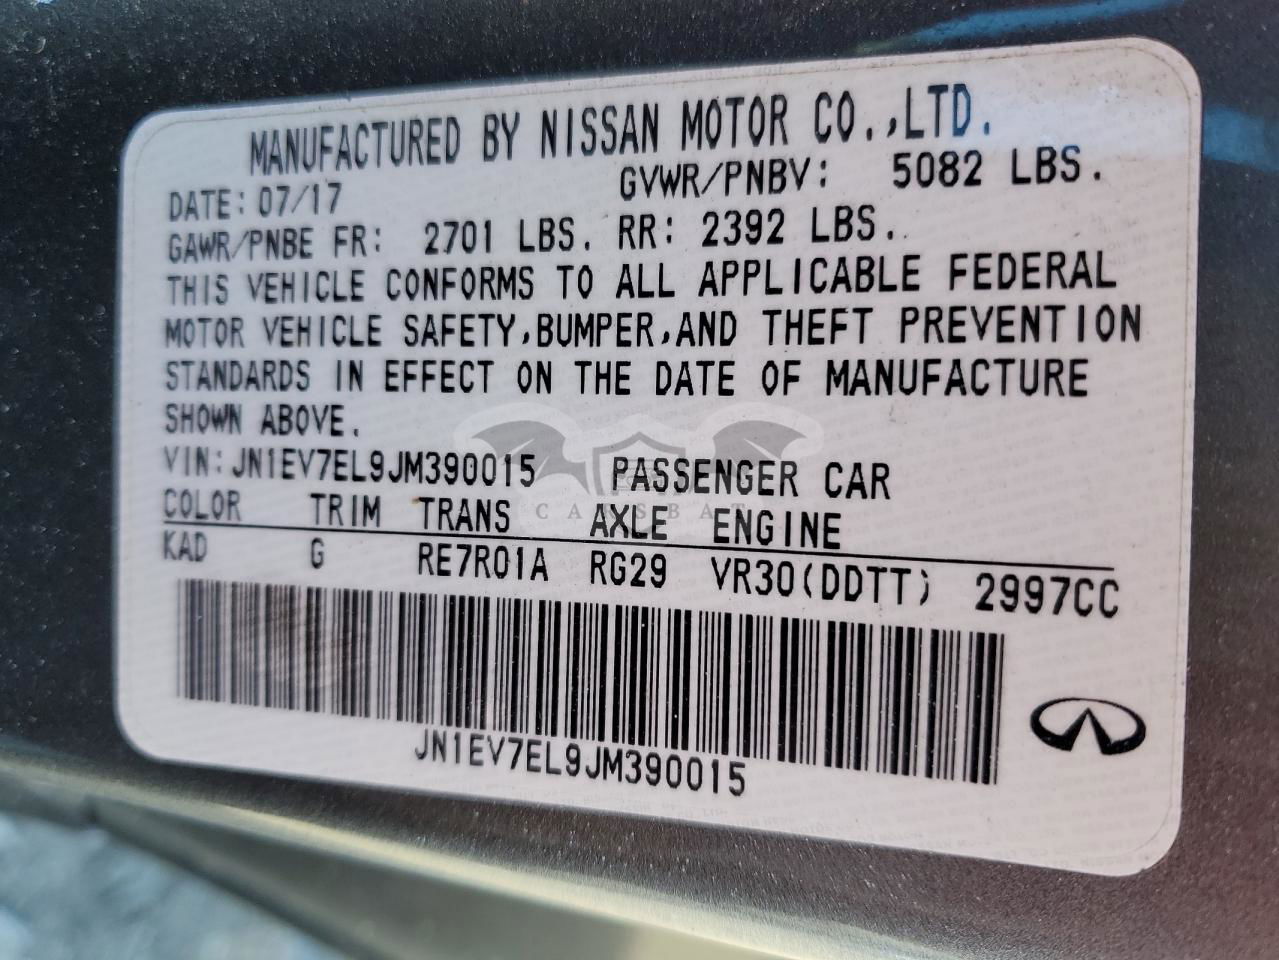 MANUFACTURED BY NISSAN MOTOR CO.,LTD.
DATE: 07/17 GVWR/PNBV: 5082 LBS.
GAWR/PNBE FR: 2701 LBS. RR: 2392 LBS.
THIS VEHICLE CONFORMS TO ALL APPLICABLE FEDERAL
MOTOR VEHICLE SAFETY,BUMPER,AND THEFT PREVENTION
STANDARDS IN EFFECT ON THE DATE OF MANUFACTURE
SHOWN ABOVE.
VIN:JN1EV7EL9JM390015 PASSENGER CAR
COLOR TRIM TRANS AXLE ENGINE
CARSBAT
KAD G RE7R01A RG29 VR30(DDTT) 2997CC
JN1EV7EL9JM390015